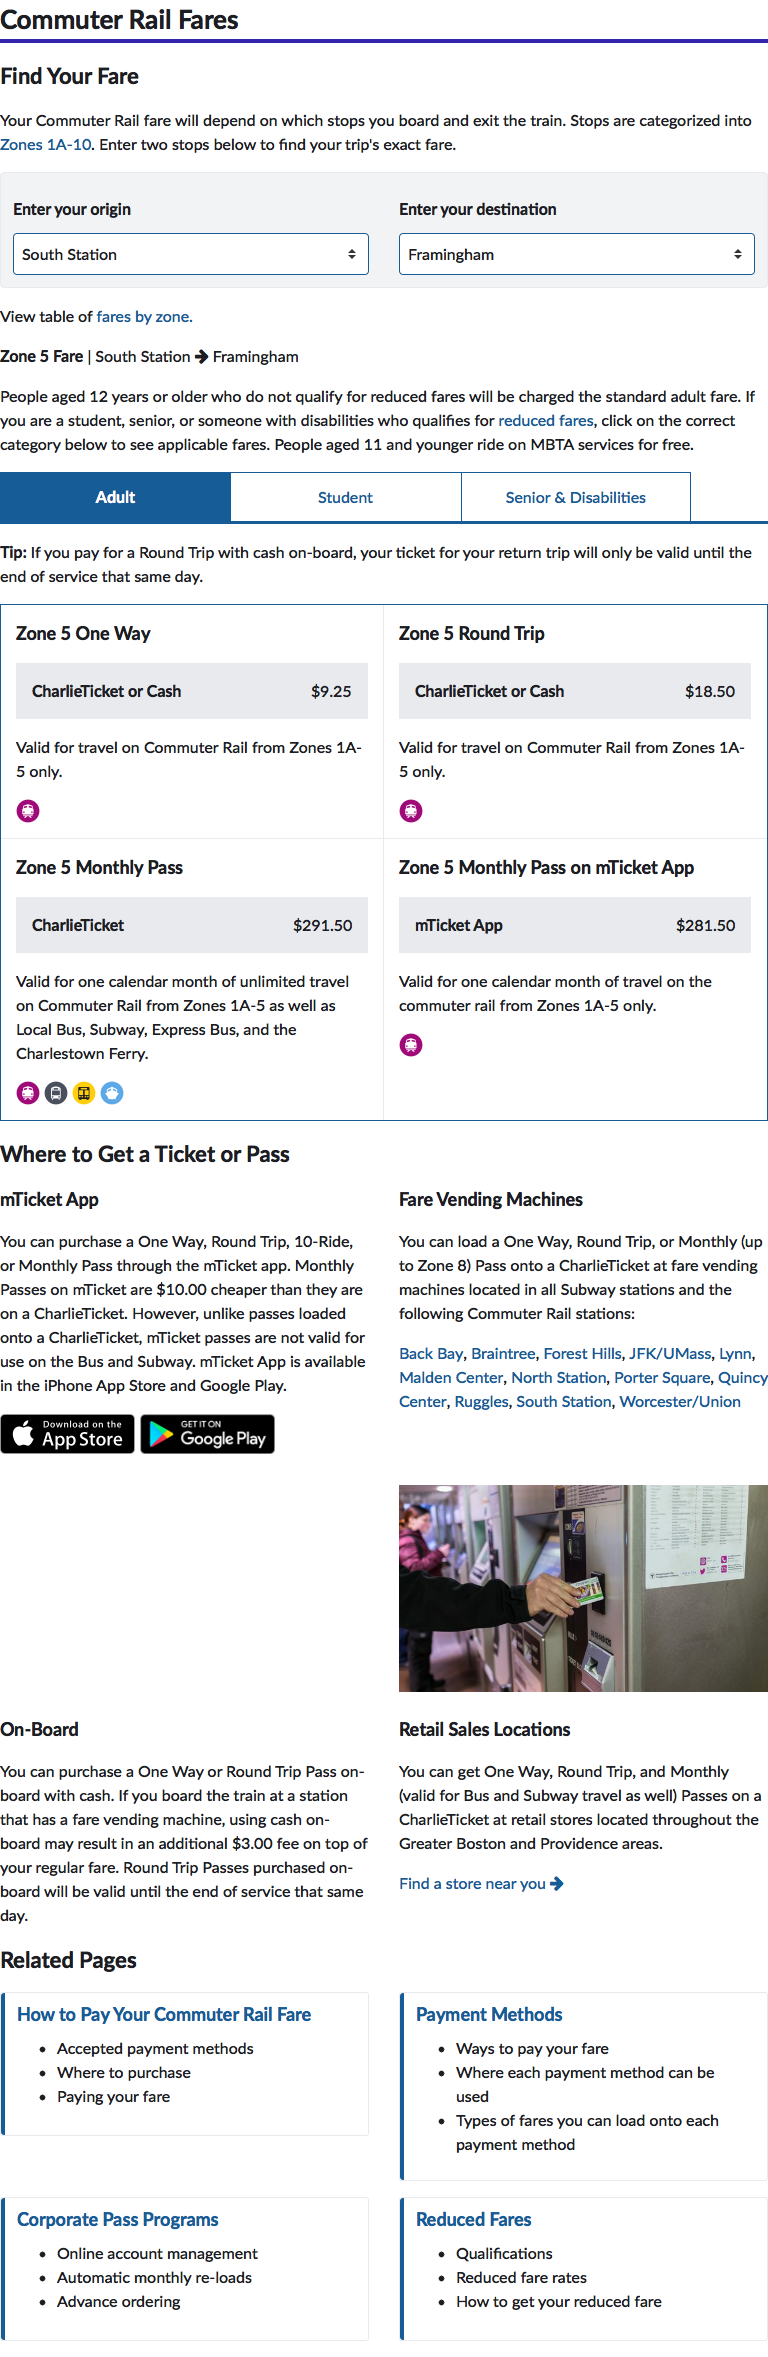 Commuter Rail Fares
Find Your Fare
Your Commuter Rail fare will depend on which stops you board and exit the train. Stops are categorized into
Zones 1A-10. Enter two stops below to find your trip's exact fare.
Enter your origin
South Station
Enter your destination
Framingham
View table of fares by zone.
Zone 5 Fare | South Station → Framingham
People aged 12 years or older who do not qualify for reduced fares will be charged the standard adult fare. If
you are a student, senior, or someone with disabilities who qualifies for reduced fares, click on the correct
category below to see applicable fares. People aged 11 and younger ride on MBTA services for free.
Adult
Student
Senior & Disabilities
Tip: If you pay for a Round Trip with cash on-board, your ticket for your return trip will only be valid until the
end of service that same day.
Zone 5 One Way
CharlieTicket or Cash $9.25
Valid for travel on Commuter Rail from Zones 1A-
5 only.
Zone 5 Round Trip
CharlieTicket or Cash $18.50
Valid for travel on Commuter Rail from Zones 1A-
5 only.
Zone 5 Monthly Pass
CharlieTicket $291.50
Valid for one calendar month of unlimited travel
on Commuter Rail from Zones 1A-5 as well as
Local Bus, Subway, Express Bus, and the
Charlestown Ferry.
Zone 5 Monthly Pass on mTicket App
mTicket App $281.50
Valid for one calendar month of travel on the
commuter rail from Zones 1A-5 only.
Where to Get a Ticket or Pass
mTicket App
You can purchase a One Way, Round Trip, 10-Ride,
or Monthly Pass through the mTicket app. Monthly
Passes on mTicket are $10.00 cheaper than they are
on a CharlieTicket. However, unlike passes loaded
onto a CharlieTicket, mTicket passes are not valid for
use on the Bus and Subway. mTicket App is available
in the iPhone App Store and Google Play.
Download on the
App Store
GET IT ON
Google Play
Fare Vending Machines
You can load a One Way, Round Trip, or Monthly (up
to Zone 8) Pass onto a CharlieTicket at fare vending
machines located in all Subway stations and the
following Commuter Rail stations:
Back Bay, Braintree, Forest Hills, JFK/UMass, Lynn,
Malden Center, North Station, Porter Square, Quincy
Center, Ruggles, South Station, Worcester/Union
On-Board
You can purchase a One Way or Round Trip Pass on-
board with cash. If you board the train at a station
that has a fare vending machine, using cash on-
board may result in an additional $3.00 fee on top of
your regular fare. Round Trip Passes purchased on-
board will be valid until the end of service that same
day.
Retail Sales Locations
You can get One Way, Round Trip, and Monthly
(valid for Bus and Subway travel as well) Passes on a
CharlieTicket at retail stores located throughout the
Greater Boston and Providence areas.
Find a store near you →
Related Pages
How to Pay Your Commuter Rail Fare
• Accepted payment methods
• Where to purchase
• Paying your fare
Payment Methods
• Ways to pay your fare
• Where each payment method can be
used
• Types of fares you can load onto each
payment method
Corporate Pass Programs
• Online account management
• Automatic monthly re-loads
• Advance ordering
Reduced Fares
• Qualifications
• Reduced fare rates
• How to get your reduced fare